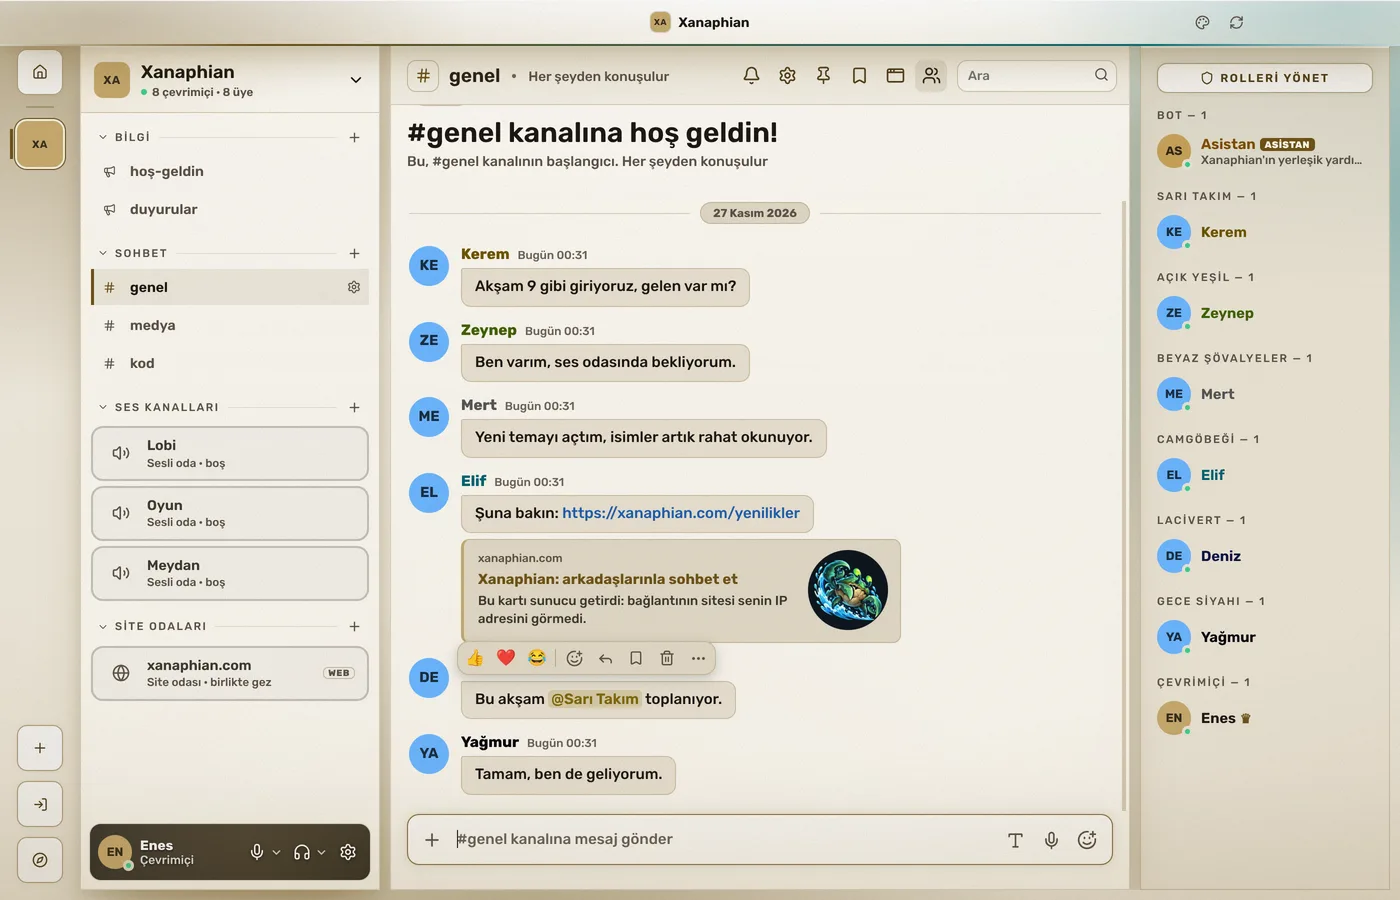 XA Xanaphian
XA
XA Xanaphian
8 çevrimiçi • 8 üye
BİLGİ
hoş-geldin
duyurular
SOHBET
# genel
# medya
# kod
SES KANALLARI
Lobi
Sesli oda • boş
Oyun
Sesli oda • boş
Meydan
Sesli oda • boş
SİTE ODALARI
xanaphian.com
Site odası • birlikte gez
WEB
EN Enes
Çevrimiçi
# genel • Her şeyden konuşulur
Ara
#genel kanalına hoş geldin!
Bu, #genel kanalının başlangıcı. Her şeyden konuşulur
27 Kasım 2026
KE Kerem Bugün 00:31
Akşam 9 gibi giriyoruz, gelen var mı?
ZE Zeynep Bugün 00:31
Ben varım, ses odasında bekliyorum.
ME Mert Bugün 00:31
Yeni temayı açtım, isimler artık rahat okunuyor.
EL Elif Bugün 00:31
Şuna bakın: https://xanaphian.com/yenilikler
xanaphian.com
Xanaphian: arkadaşlarınla sohbet et
Bu kartı sunucu getirdi: bağlantının sitesi senin IP
adresini görmedi.
DE
Bu akşam @Sarı Takım toplanıyor.
YA Yağmur Bugün 00:31
Tamam, ben de geliyorum.
#genel kanalına mesaj gönder
ROLLERİ YÖNET
BOT — 1
AS Asistan ASİSTAN
Xanaphian'ın yerleşik yardı...
SARI TAKIM — 1
KE Kerem
AÇIK YEŞİL — 1
ZE Zeynep
BEYAZ ŞÖVALYELER — 1
ME Mert
CAMGÖBEĞİ — 1
EL Elif
LACİVERT — 1
DE Deniz
GECE SİYAHI — 1
YA Yağmur
ÇEVRİMİÇİ — 1
EN Enes